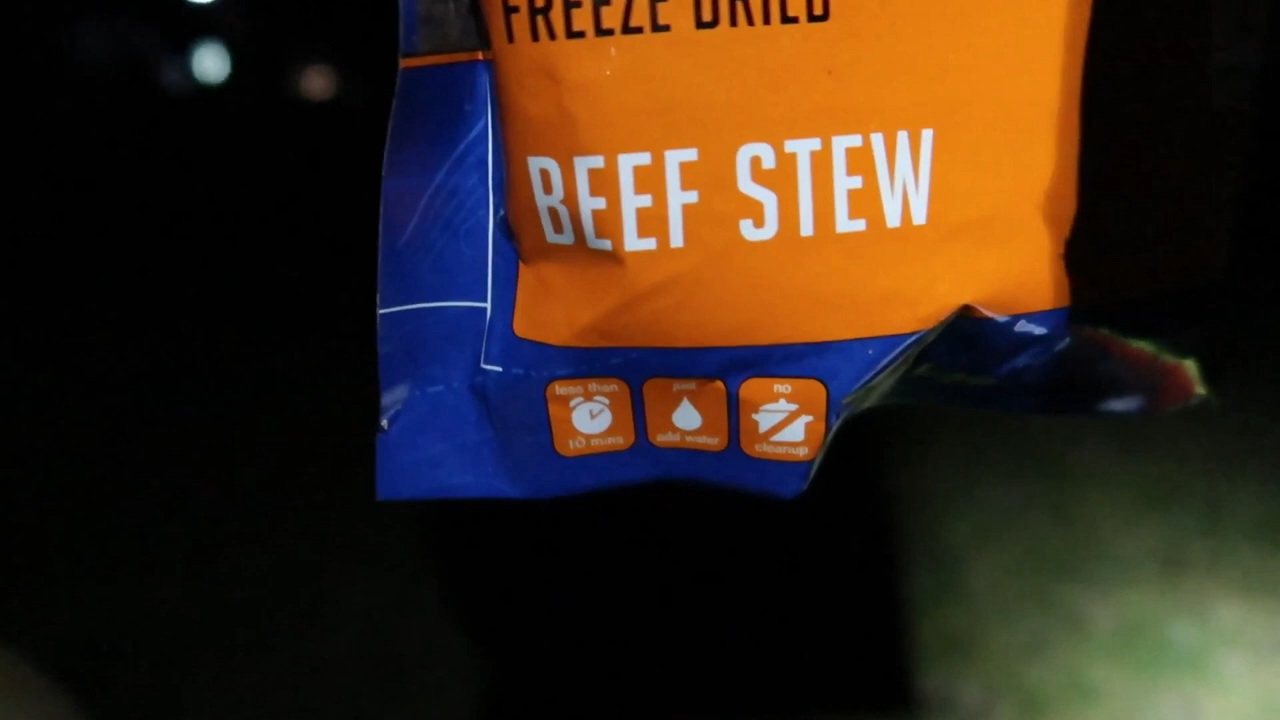 FREEZE DRIED
BEEF STEW
less than
10 mins
just
add water
no
cleanup